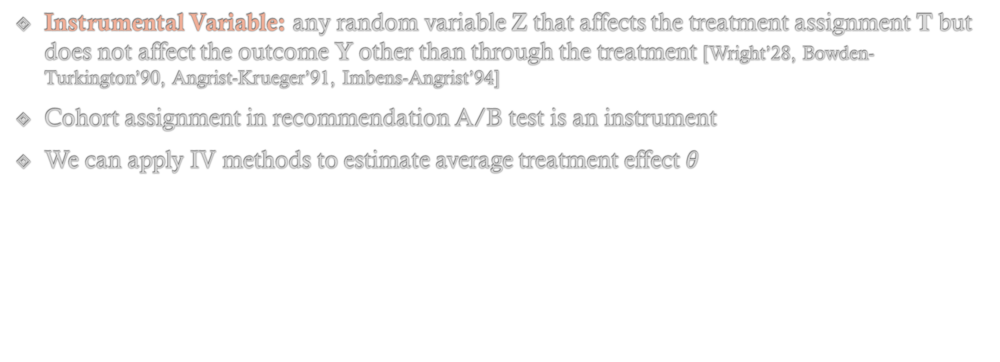 Instrumental Variable: any random variable Z that affects the treatment assignment T but
does not affect the outcome Y other than through the treatment [Wright’28, Bowden-
Turkington’90, Angrist-Krueger’91, Imbens-Angrist’94]
Cohort assignment in recommendation A/B test is an instrument
We can apply IV methods to estimate average treatment effect θ